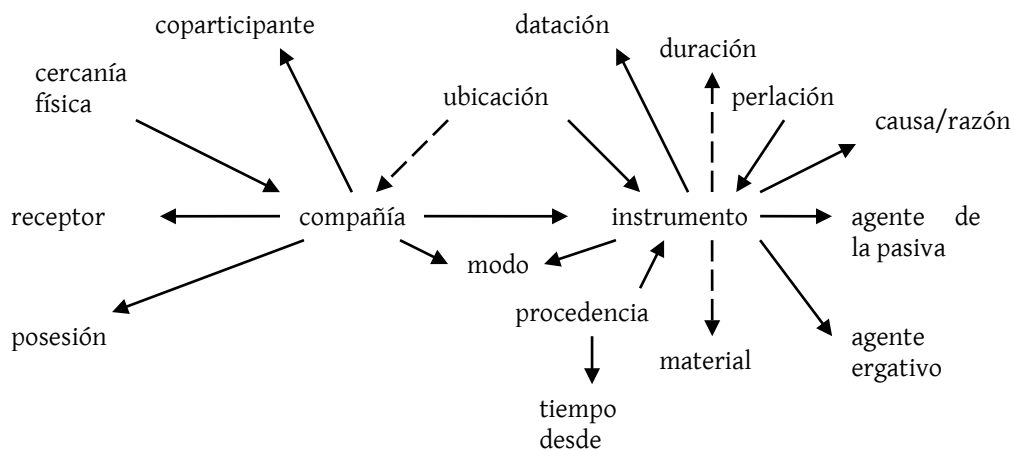 coparticipante
datación
duración
cercanía
física
ubicación
perlación
causa/razón
receptor
compañía
instrumento
agente de
la pasiva
modo
procedencia
posesión
material
agente
ergativo
tiempo
desde